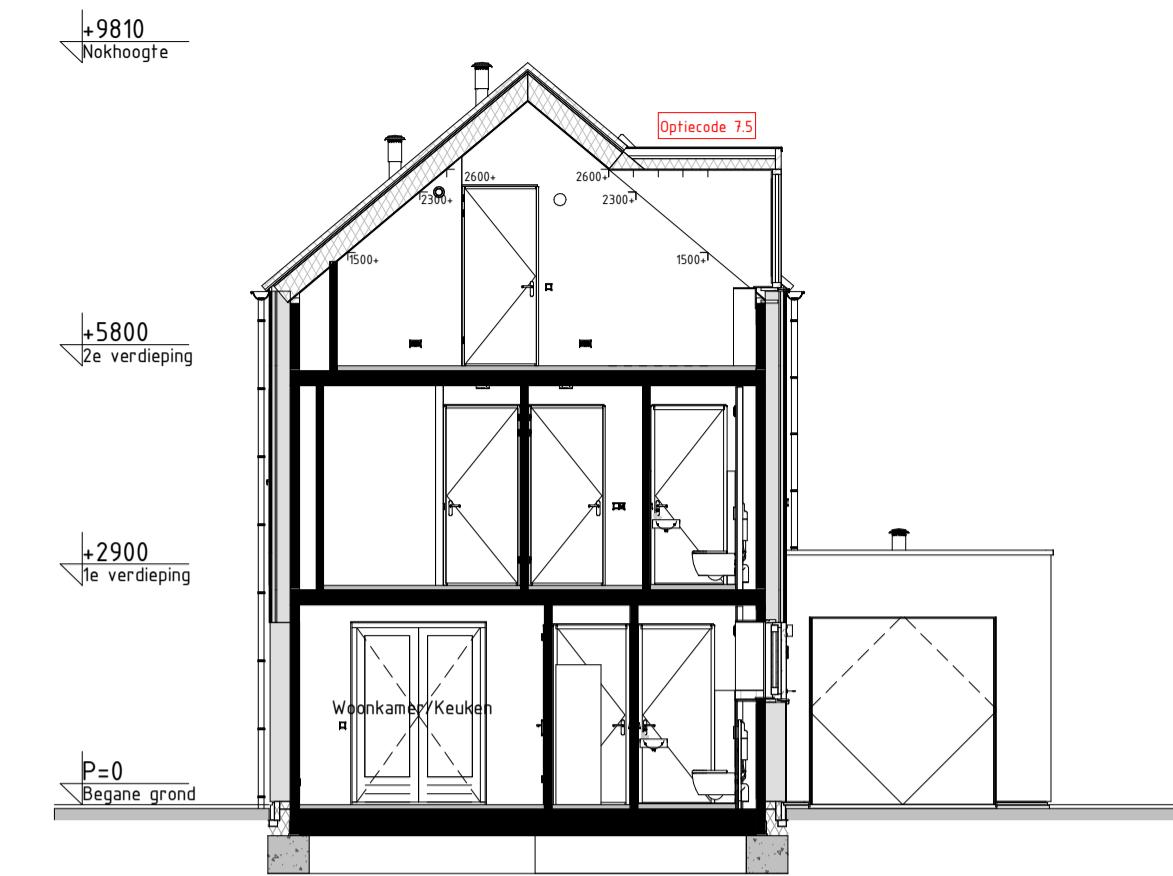 +9810
Nokhoogte
Optiecode 7.5
2600+
2600+
2300+
2300+
1500+
1500+
+5800
2e verdieping
+2900
1e verdieping
Woonkamer/Keuken
P=0
Begane grond